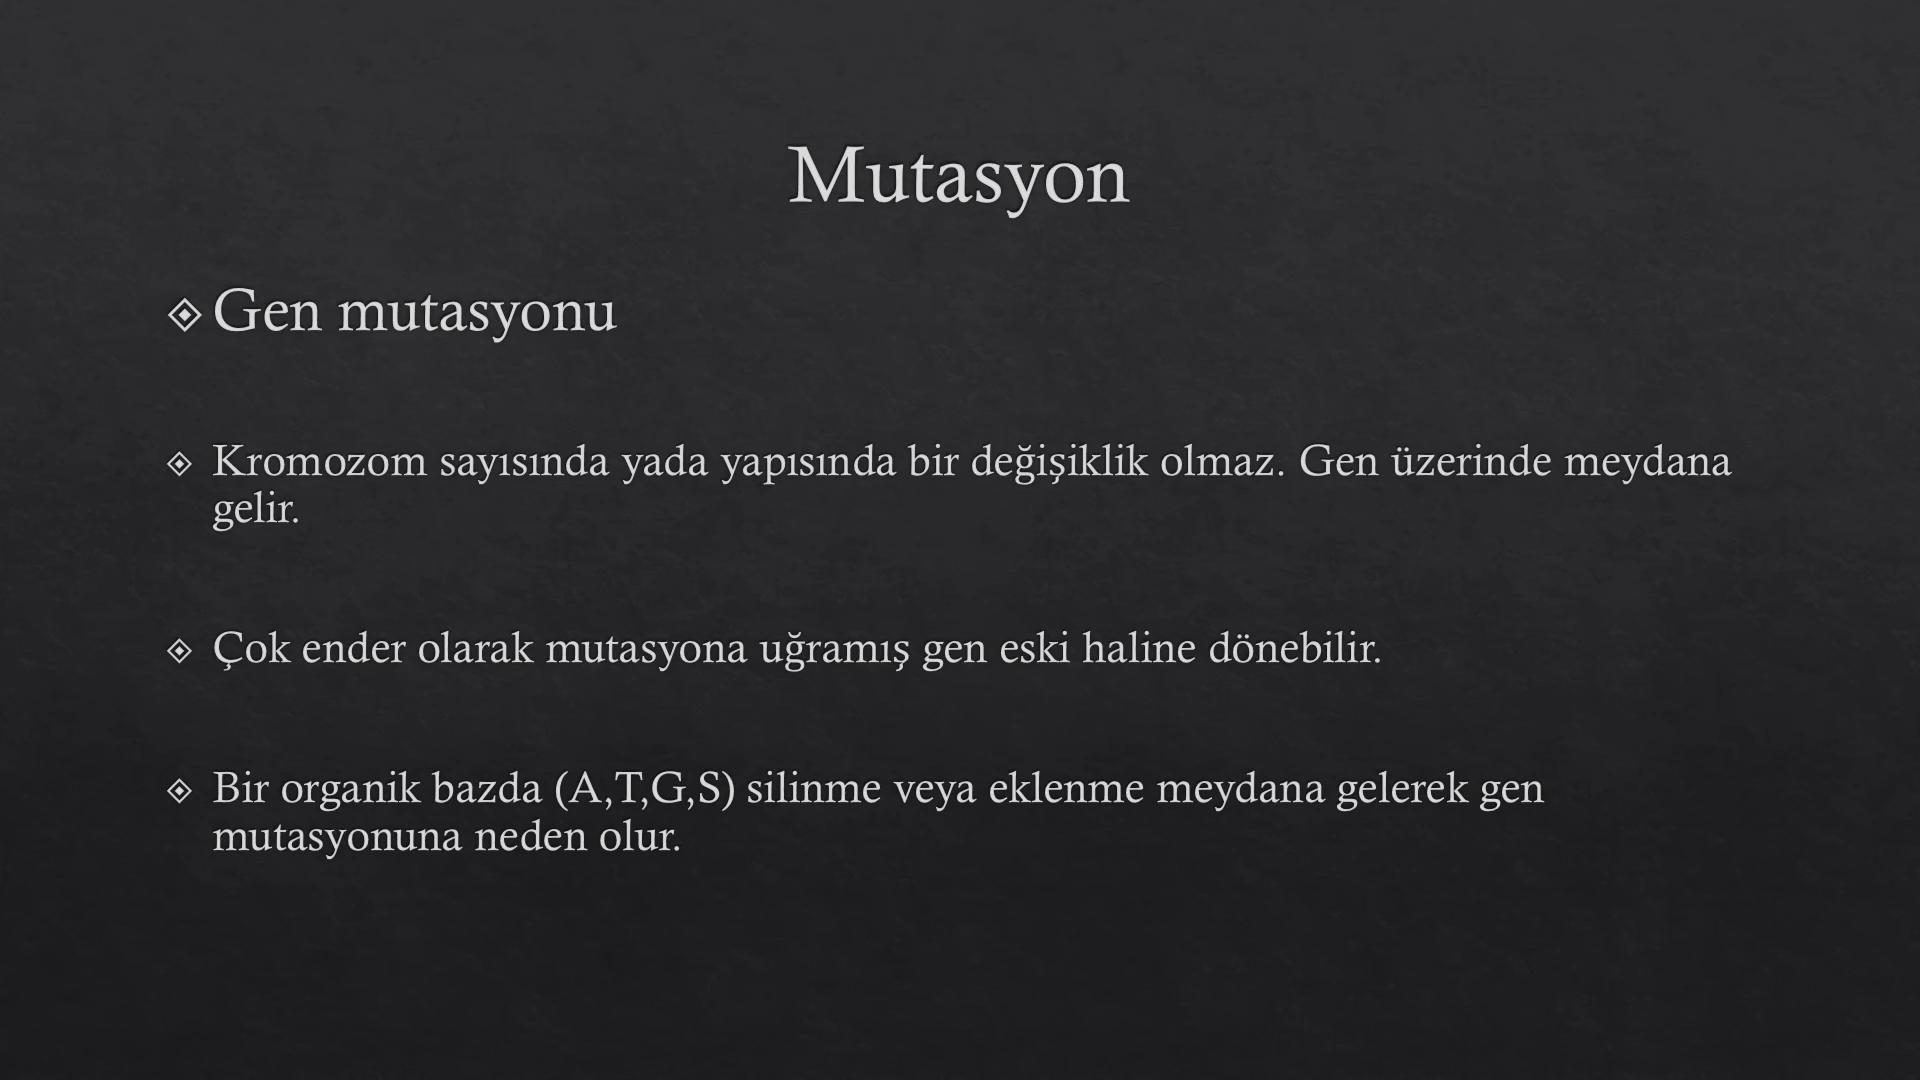 Mutasyon
Gen mutasyonu
Kromozom sayısında yada yapısında bir değişiklik olmaz. Gen üzerinde meydana
gelir.
Çok ender olarak mutasyona uğramış gen eski haline dönebilir.
Bir organik bazda (A,T,G,S) silinme veya eklenme meydana gelerek gen
mutasyonuna neden olur.